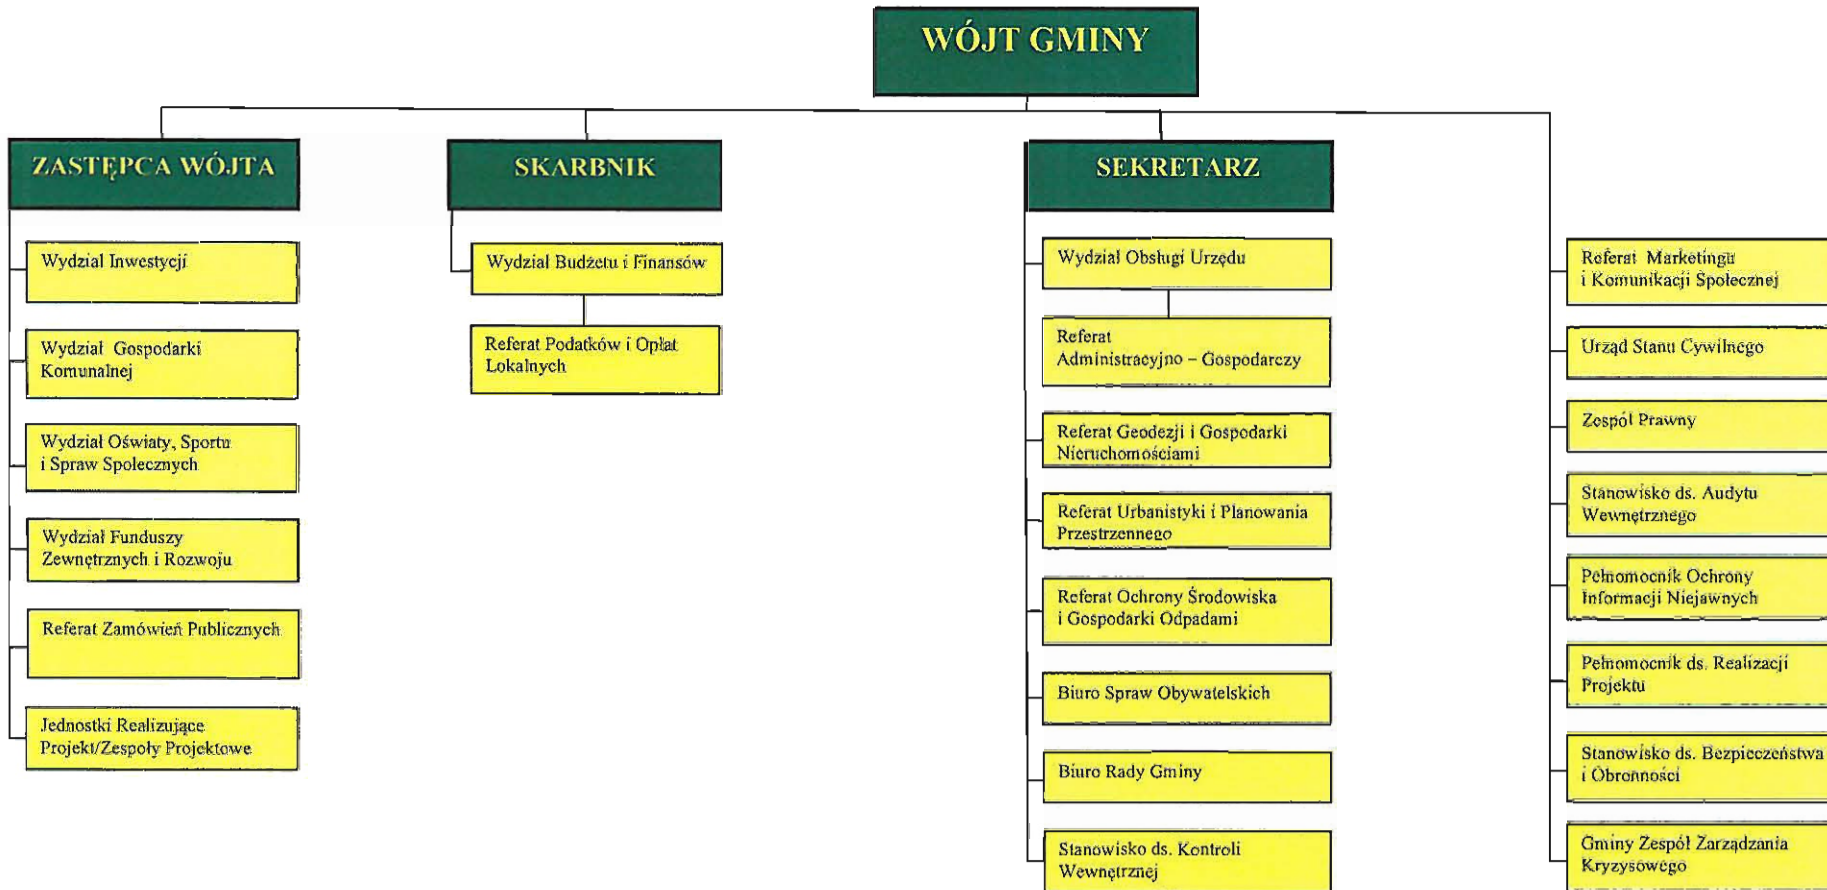 WÓJT GMINY
ZASTĘPCA WÓJTA
Wydział Inwestycji
Wydział Gospodarki
Komunalnej
Wydział Oświaty, Sportu
i Spraw Społecznych
Wydział Funduszy
Zewnętrznych i Rozwoju
Referat Zamówień Publicznych
Jednostki Realizujące
Projekt/Zespoły Projektowe
SKARBNIK
Wydział Budżetu i Finansów
Referat Podatków i Opłat
Lokalnych
SEKRETARZ
Wydział Obsługi Urzędu
Referat
Administracyjno – Gospodarczy
Referat Geodezji i Gospodarki
Nieruchomościami
Referat Urbanistyki i Planowania
Przestrzennego
Referat Ochrony Środowiska
i Gospodarki Odpadami
Biuro Spraw Obywatelskich
Biuro Rady Gminy
Stanowisko ds. Kontroli
Wewnętrznej
Referat Marketingu
i Komunikacji Społecznej
Urząd Stanu Cywilnego
Zespół Prawny
Stanowisko ds. Audytu
Wewnętrznego
Pełnomocnik Ochrony
Informacji Niejawnych
Pełnomocnik ds. Realizacji
Projektu
Stanowisko ds. Bezpieczeństwa
i Obronności
Gminy Zespół Zarządzania
Kryzysowego